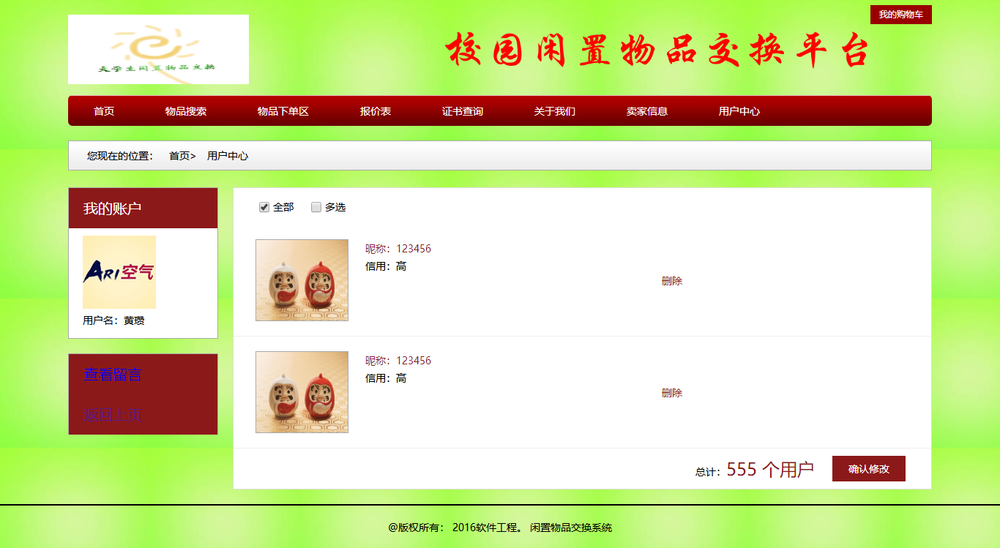 我的购物车
大学生闲置物品交换
校园闲置物品交换平台
首页 物品搜索 物品下单区 报价表 证书查询 关于我们 卖家信息 用户中心
您现在的位置: 首页> 用户中心
我的账户
ARI空气
用户名：黄瓒
查看留言
全部 多选
昵称：123456
信用：高
删除
昵称：123456
信用：高
删除
总计：555 个用户 确认修改
@版权所有： 2016软件工程。 闲置物品交换系统